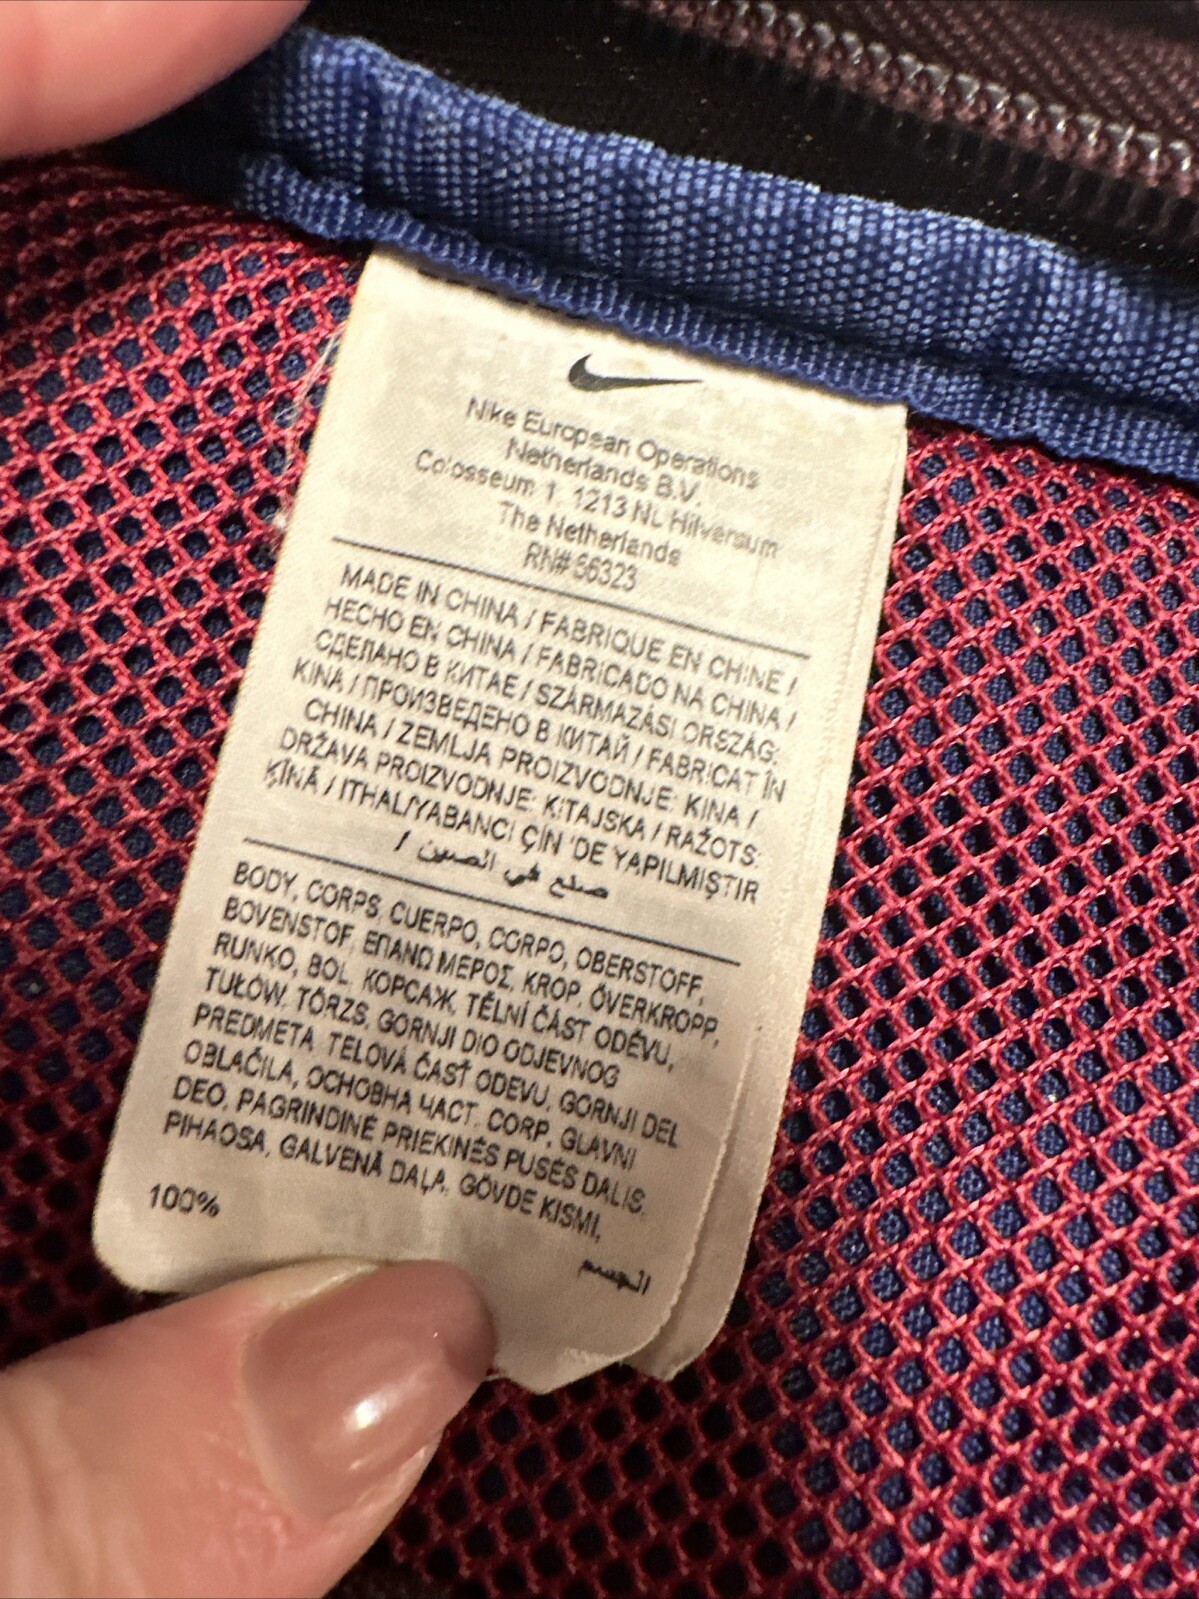 Nike European Operations
Netherlands B.V.
Colosseum 1 1213 NL Hilversum
The Netherlands
RN# 56323
MADE IN CHINA / FABRIQUE EN CHINE /
HECHO EN CHINA / FABRICADO NA CHINA /
СДЕЛАНО В КИТАЕ / SZÁRMAZÁSI ORSZÁG:
KINA / ПРОИЗВЕДЕНО В КИТАЙ / FABRICAT ÎN
CHINA / ZEMLJA PROIZVODNJE: KINA /
DRŽAVA PROIZVODNJE: KITAJSKA / RAŽOTS:
ĶĪNĀ / ITHAL/YABANCI ÇİN 'DE YAPILMIŞTIR
/ صنع في الصين
BODY, CORPS, CUERPO, CORPO, OBERSTOFF,
BOVENSTOF, ΕΠΑΝΩ ΜΕΡΟΣ, KROP, ÖVERKROPP,
RUNKO, BOL, КОРСАЖ, TĚLNÍ ČÁST ODĚVU,
TUŁÓW, TÖRZS, GORNJI DIO ODJEVNOG
PREDMETA, TELOVÁ ČASŤ ODEVU, GORNJI DEL
OBLAČILA, ОСНОВНА ЧАСТ, CORP, GLAVNI
DEO, PAGRINDINĖ PRIEKINĖS PUSĖS DALIS,
PIHAOSA, GALVENĀ DAĻA, GÖVDE KISMI,
الجسم
100%